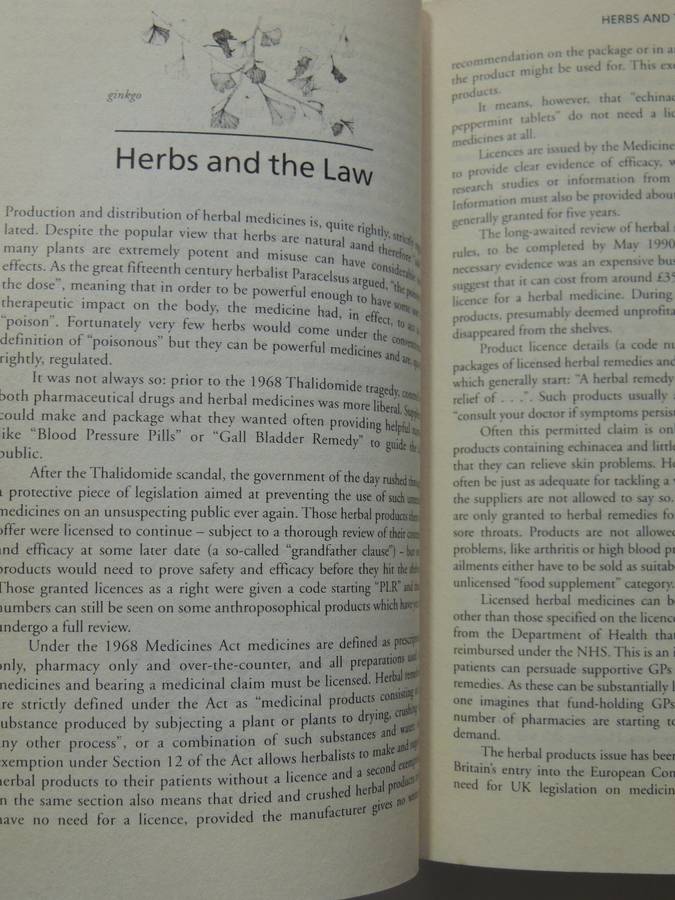 ginkgo
Herbs and the Law
Production and distribution of herbal medicines is, quite rightly, strictly
lated. Despite the popular view that herbs are natural aand therefore
many plants are extremely potent and misuse can have considerable
effects. As the great fifteenth century herbalist Paracelsus argued, "the poison
the dose", meaning that in order to be powerful enough to have some
therapeutic impact on the body, the medicine had, in effect, to act
"poison". Fortunately very few herbs would come under the conventional
definition of "poisonous" but they can be powerful medicines and are, quite
rightly, regulated.
It was not always so: prior to the 1968 Thalidomide tragedy,
both pharmaceutical drugs and herbal medicines was more liberal.
could make and package what they wanted often providing helpful
like "Blood Pressure Pills" or "Gall Bladder Remedy" to guide the
public.
After the Thalidomide scandal, the government of the day rushed
a protective piece of legislation aimed at preventing the use of such
medicines on an unsuspecting public ever again. Those herbal products
offer were licensed to continue – subject to a thorough review of their
and efficacy at some later date (a so-called "grandfather clause") – but
products would need to prove safety and efficacy before they hit the
Those granted licences as a right were given a code starting "PLR" and
numbers can still be seen on some anthroposophical products which have
undergo a full review.
Under the 1968 Medicines Act medicines are defined as
only, pharmacy only and over-the-counter, and all preparations
medicines and bearing a medicinal claim must be licensed. Herbal
are strictly defined under the Act as "medicinal products consisting
substance produced by subjecting a plant or plants to drying, crushing
any other process", or a combination of such substances and water.
exemption under Section 12 of the Act allows herbalists to make and
herbal products to their patients without a licence and a second
in the same section also means that dried and crushed herbal products
have no need for a licence, provided the manufacturer gives no
HERBS AND
recommendation on the package or in
the product might be used for. This
products.
It means, however, that
peppermint tablets" do not need a
medicines at all.
Licences are issued by the
to provide clear evidence of efficacy,
research studies or information from
Information must also be provided about
generally granted for five years.
The long-awaited review of herbal
rules, to be completed by May 1990
necessary evidence was an expensive
suggest that it can cost from around
licence for a herbal medicine. During
products, presumably deemed
disappeared from the shelves.
Product licence details (a code
packages of licensed herbal remedies and
which generally start: "A herbal remedy
relief of . . .". Such products usually
"consult your doctor if symptoms
Often this permitted claim is
products containing echinacea and
that they can relieve skin problems.
often be just as adequate for tackling a
the suppliers are not allowed to say so.
are only granted to herbal remedies for
sore throats. Products are not
problems, like arthritis or high blood
ailments either have to be sold as
unlicensed "food supplement" category.
Licensed herbal medicines can
other than those specified on the
from the Department of Health that
reimbursed under the NHS. This is an
patients can persuade supportive GPs
remedies. As these can be substantially
one imagines that fund-holding GPs
number of pharmacies are starting
demand.
The herbal products issue has been
Britain's entry into the European
need for UK legislation on